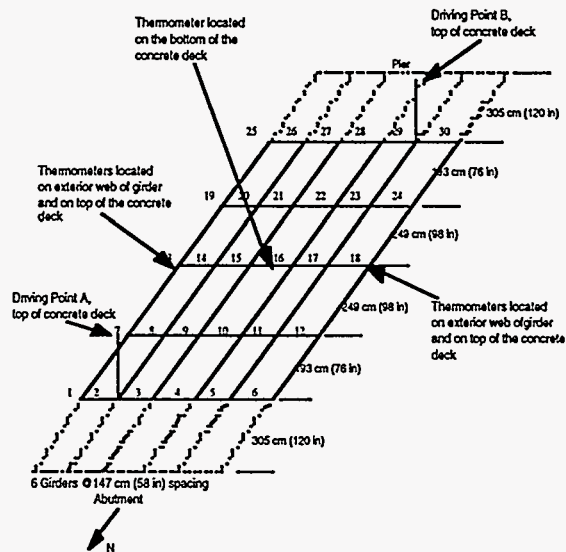 Driving Point B,
top of concrete deck
Thermometer located
on the bottom of the
concrete deck
Pier
305 cm (120 in)
25 26 27 28 29 30
193 cm (76 in)
Thermometers located
on exterior web of girder
and on top of the concrete
deck
19 20 21 22 23 24
249 cm (98 in)
14 15 16 17 18
Driving Point A,
top of concrete deck
249 cm (98 in)
Thermometers located
on exterior web of girder
and on top of the concrete
deck
7 8 9 10 11 12
193 cm (76 in)
1 2 3 4 5 6
305 cm (120 in)
6 Girders @ 147 cm (58 in) spacing
Abutment
N